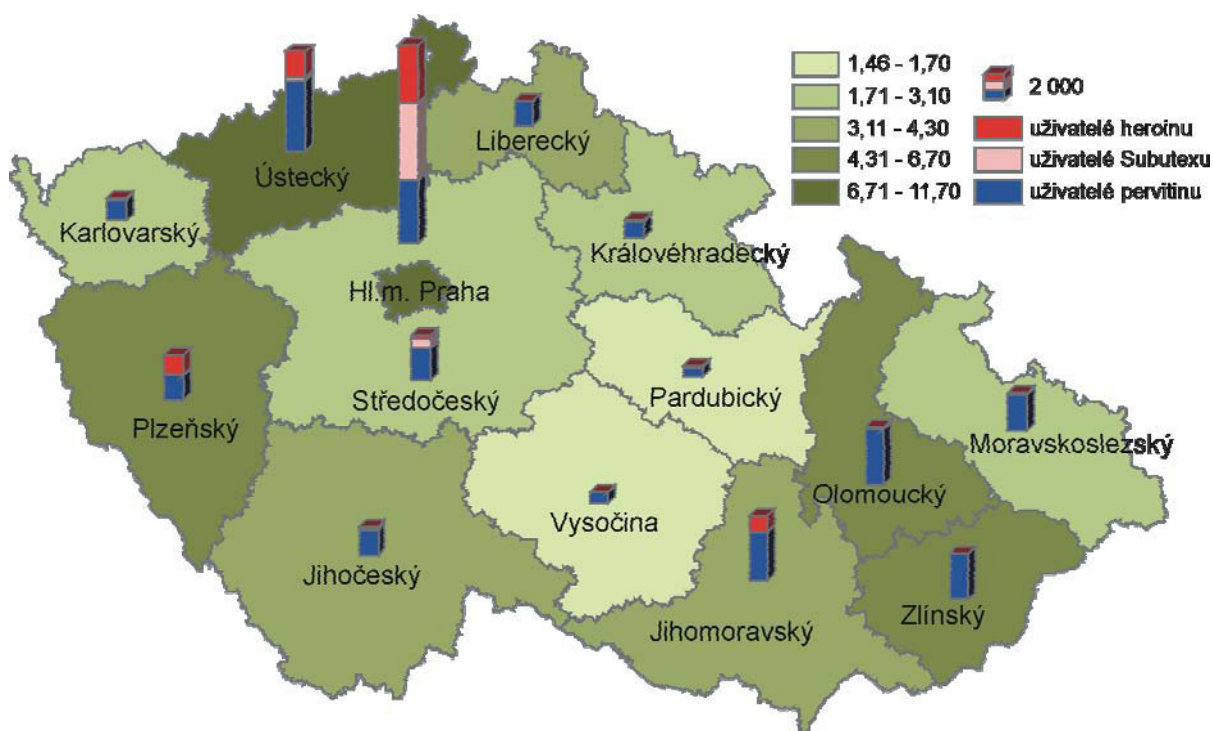 1,46 - 1,70
1,71 - 3,10
3,11 - 4,30
4,31 - 6,70
6,71 - 11,70
2 000
uživatelé heroinu
uživatelé Subutexu
uživatelé pervitinu
Liberecký
Ústecký
Karlovarský
Královéhradecký
Hl.m. Praha
Středočeský
Pardubický
Plzeňský
Moravskoslezský
Olomoucký
Vysočina
Jihočeský
Zlínský
Jihomoravský